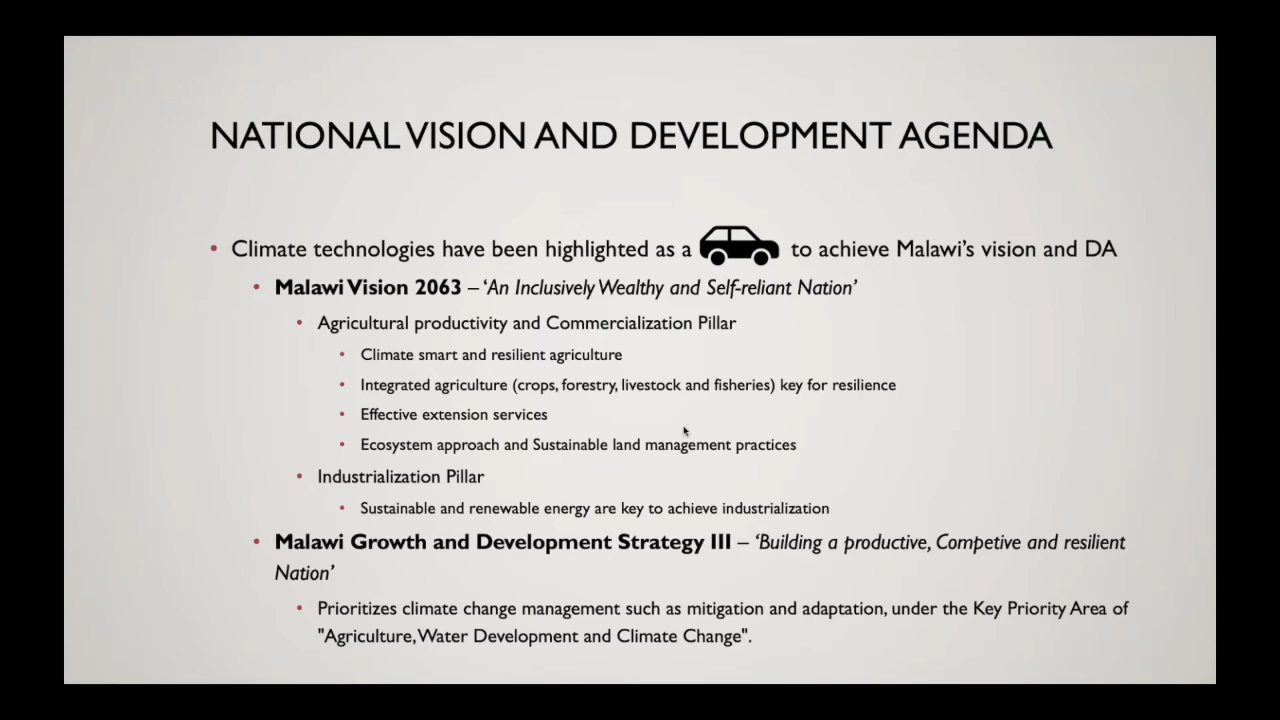 NATIONAL VISION AND DEVELOPMENT AGENDA
• Climate technologies have been highlighted as a to achieve Malawi's vision and DA
• Malawi Vision 2063 – 'An Inclusively Wealthy and Self-reliant Nation'
• Agricultural productivity and Commercialization Pillar
• Climate smart and resilient agriculture
• Integrated agriculture (crops, forestry, livestock and fisheries) key for resilience
• Effective extension services
• Ecosystem approach and Sustainable land management practices
• Industrialization Pillar
• Sustainable and renewable energy are key to achieve industrialization
• Malawi Growth and Development Strategy III – 'Building a productive, Competive and resilient
Nation'
• Prioritizes climate change management such as mitigation and adaptation, under the Key Priority Area of
"Agriculture, Water Development and Climate Change".